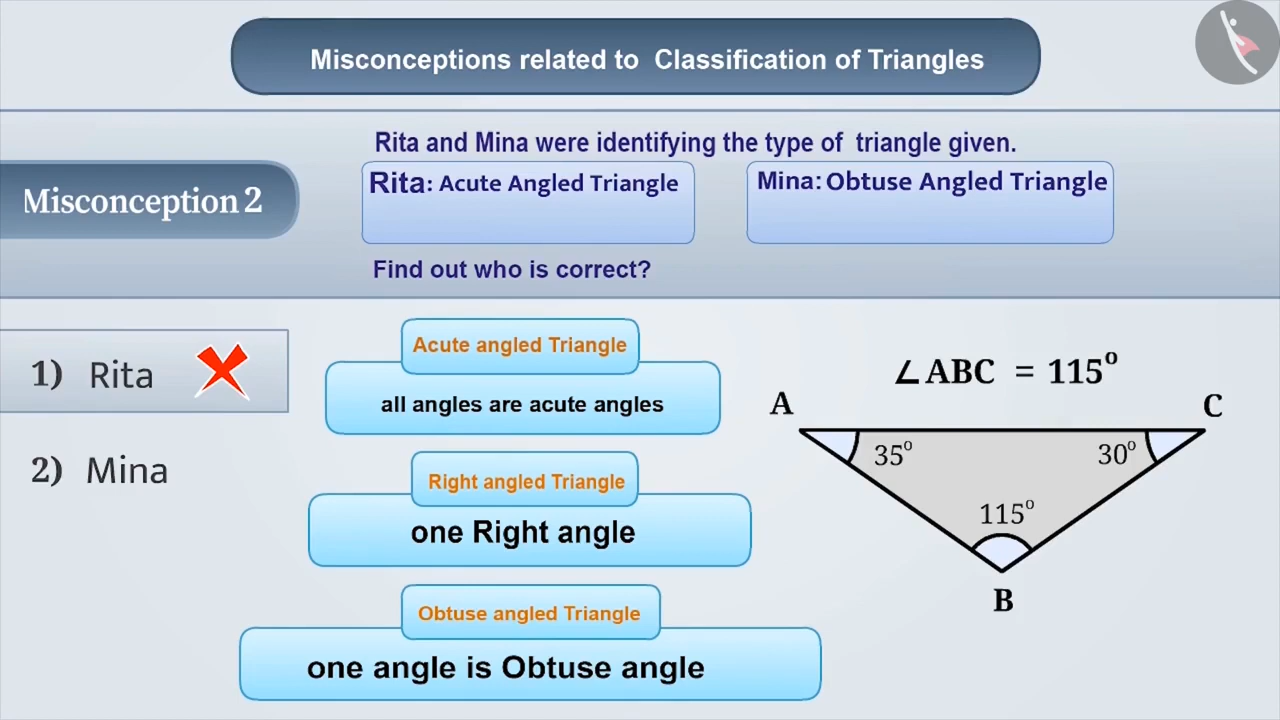 Misconceptions related to Classification of Triangles
Rita and Mina were identifying the type of triangle given.
Misconception 2
Rita: Acute Angled Triangle
Mina: Obtuse Angled Triangle
Find out who is correct?
1) Rita
2) Mina
Acute angled Triangle
all angles are acute angles
Right angled Triangle
one Right angle
Obtuse angled Triangle
one angle is Obtuse angle
∠ABC = 115°
A
C
35°
30°
115°
B